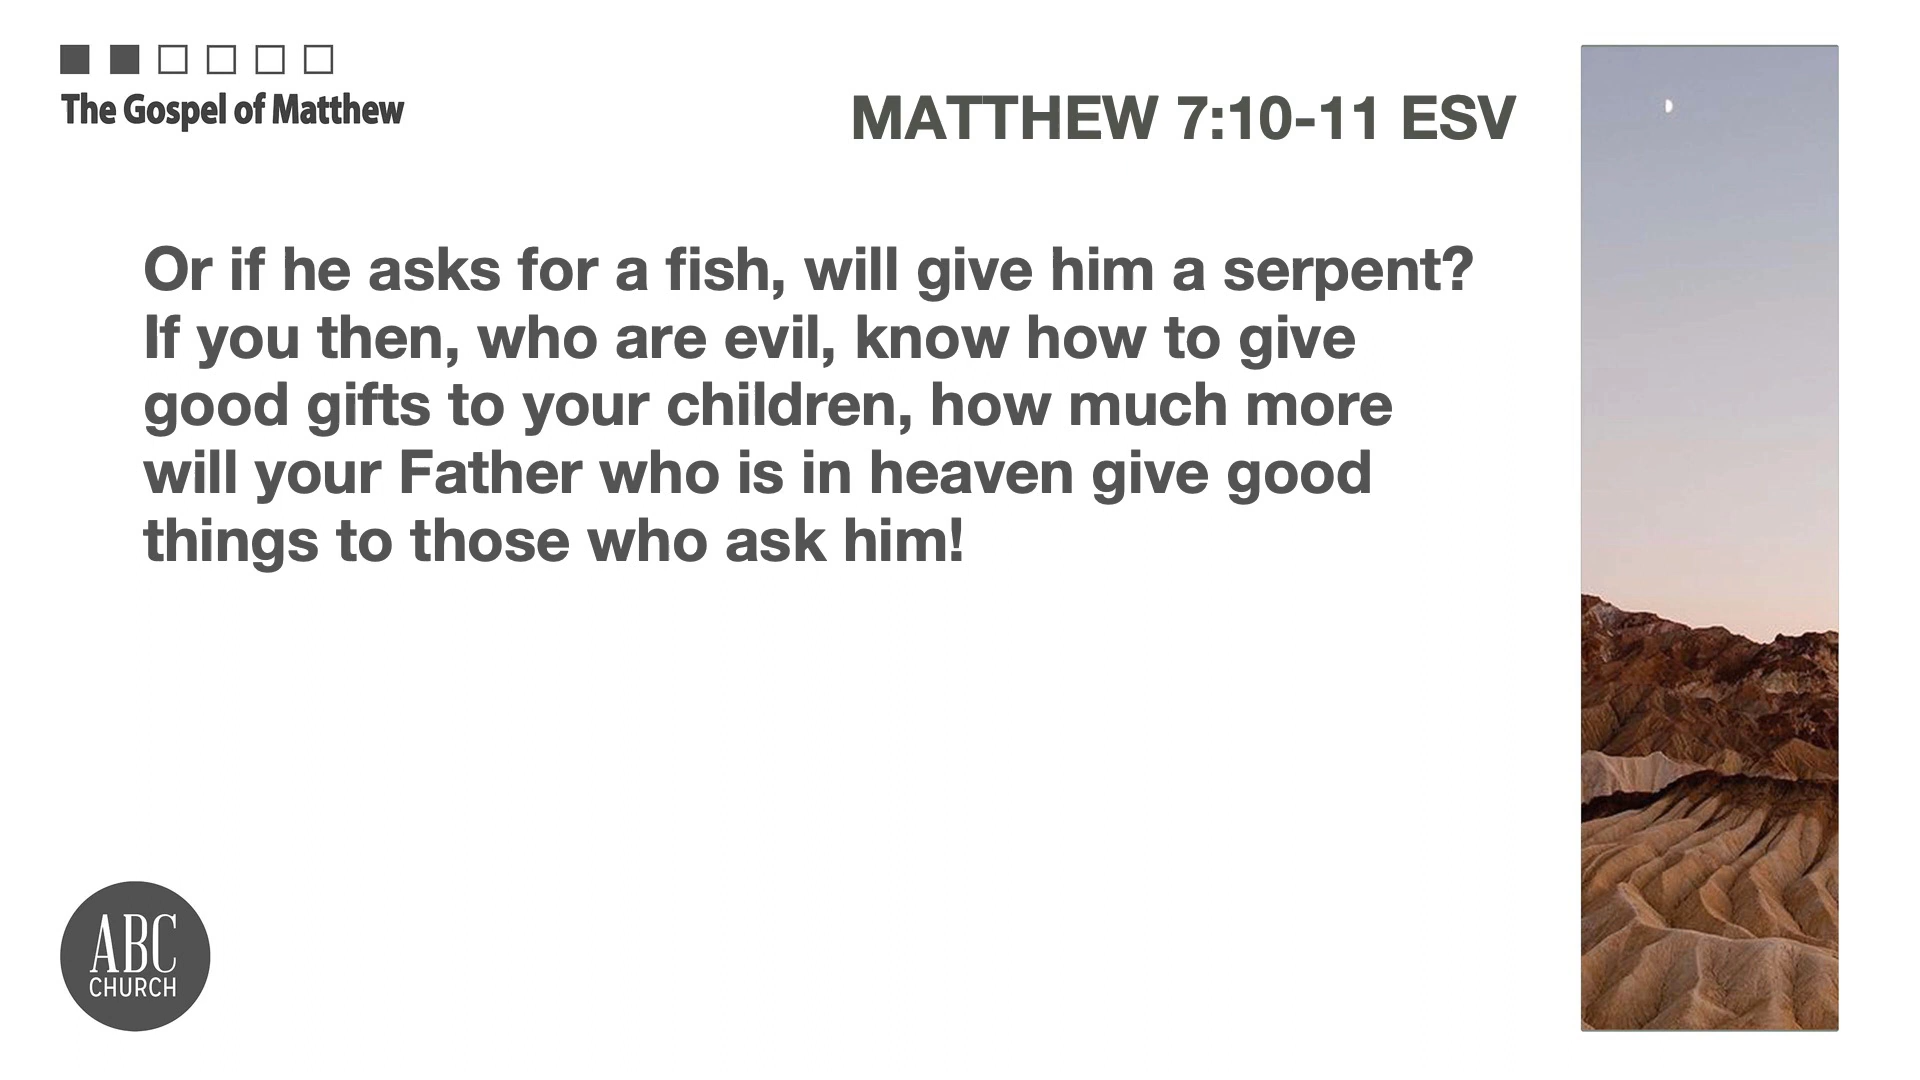 The Gospel of Matthew
MATTHEW 7:10-11 ESV
Or if he asks for a fish, will give him a serpent?
If you then, who are evil, know how to give
good gifts to your children, how much more
will your Father who is in heaven give good
things to those who ask him!
ABC
CHURCH